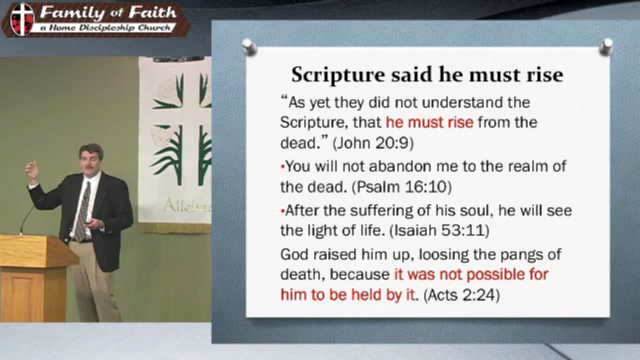 Family of Faith
a Home Discipleship Church
Scripture said he must rise
“As yet they did not understand the
Scripture, that he must rise from the
dead.” (John 20:9)
•You will not abandon me to the realm of
the dead. (Psalm 16:10)
•After the suffering of his soul, he will see
the light of life. (Isaiah 53:11)
God raised him up, loosing the pangs of
death, because it was not possible for
him to be held by it. (Acts 2:24)